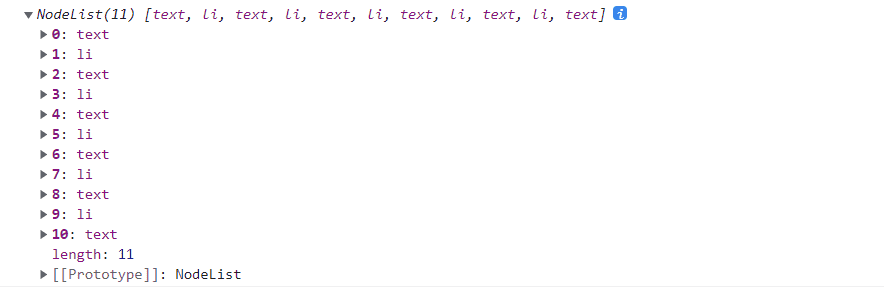 NodeList(11) [text, li, text, li, text, li, text, li, text, li, text] i
0: text
1: li
2: text
3: li
4: text
5: li
6: text
7: li
8: text
9: li
10: text
length: 11
[[Prototype]]: NodeList